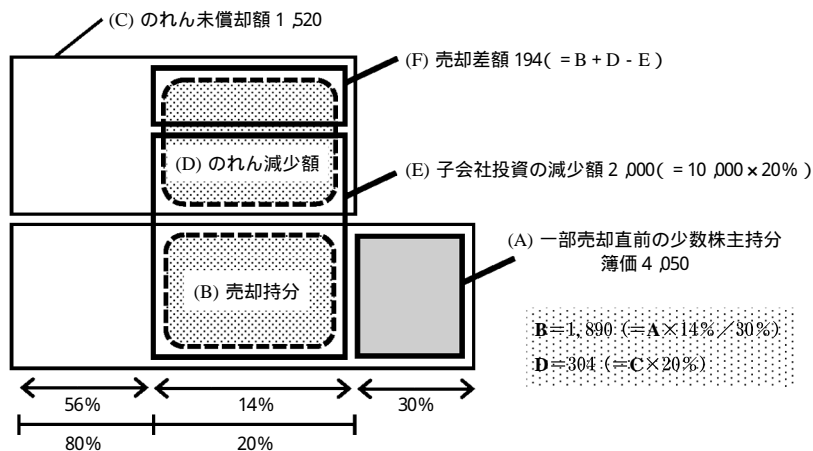 (C) のれん未償却額 1 ,520
(F) 売却差額 194( = B + D - E )
(D) のれん減少額
(E) 子会社投資の減少額 2 ,000( = 10 ,000 × 20% )
(A) 一部売却直前の少数株主持分
簿価 4 ,050
(B) 売却持分
B=1, 890 (=A×14%/30%)
D=304 (=C×20%)
56% 14% 30%
80% 20%